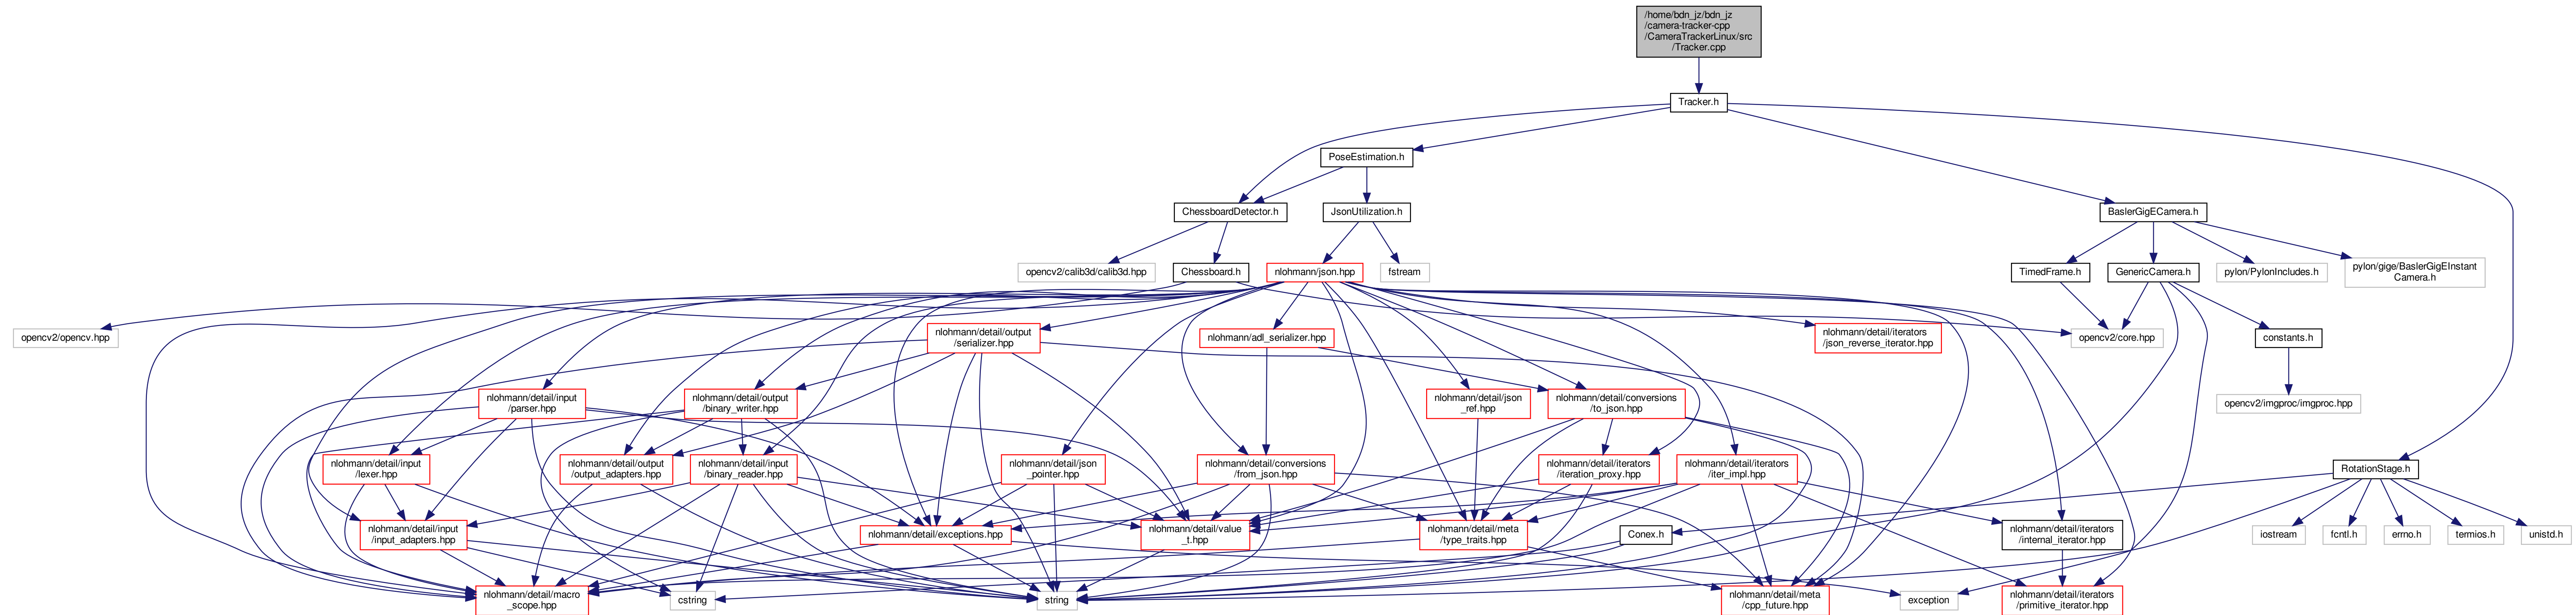 /home/bdn_jz/bdn_jz
/camera-tracker-cpp
/CameraTrackerLinux/src
/Tracker.cpp
Tracker.h
PoseEstimation.h
ChessboardDetector.h
JsonUtilization.h
BaslerGigECamera.h
opencv2/calib3d/calib3d.hpp
Chessboard.h
nlohmann/json.hpp
fstream
TimedFrame.h
GenericCamera.h
pylon/PylonIncludes.h
pylon/gige/BaslerGigEInstant
Camera.h
opencv2/opencv.hpp
nlohmann/detail/output
/serializer.hpp
nlohmann/adl_serializer.hpp
nlohmann/detail/iterators
/json_reverse_iterator.hpp
opencv2/core.hpp
constants.h
nlohmann/detail/input
/parser.hpp
nlohmann/detail/output
/binary_writer.hpp
nlohmann/detail/json
_ref.hpp
nlohmann/detail/conversions
/to_json.hpp
opencv2/imgproc/imgproc.hpp
nlohmann/detail/input
/lexer.hpp
nlohmann/detail/output
/output_adapters.hpp
nlohmann/detail/input
/binary_reader.hpp
nlohmann/detail/json
_pointer.hpp
nlohmann/detail/conversions
/from_json.hpp
nlohmann/detail/iterators
/iteration_proxy.hpp
nlohmann/detail/iterators
/iter_impl.hpp
RotationStage.h
nlohmann/detail/input
/input_adapters.hpp
nlohmann/detail/exceptions.hpp
nlohmann/detail/value
_t.hpp
nlohmann/detail/meta
/type_traits.hpp
Conex.h
nlohmann/detail/iterators
/internal_iterator.hpp
iostream
fcntl.h
errno.h
termios.h
unistd.h
nlohmann/detail/macro
_scope.hpp
cstring
string
nlohmann/detail/meta
/cpp_future.hpp
exception
nlohmann/detail/iterators
/primitive_iterator.hpp